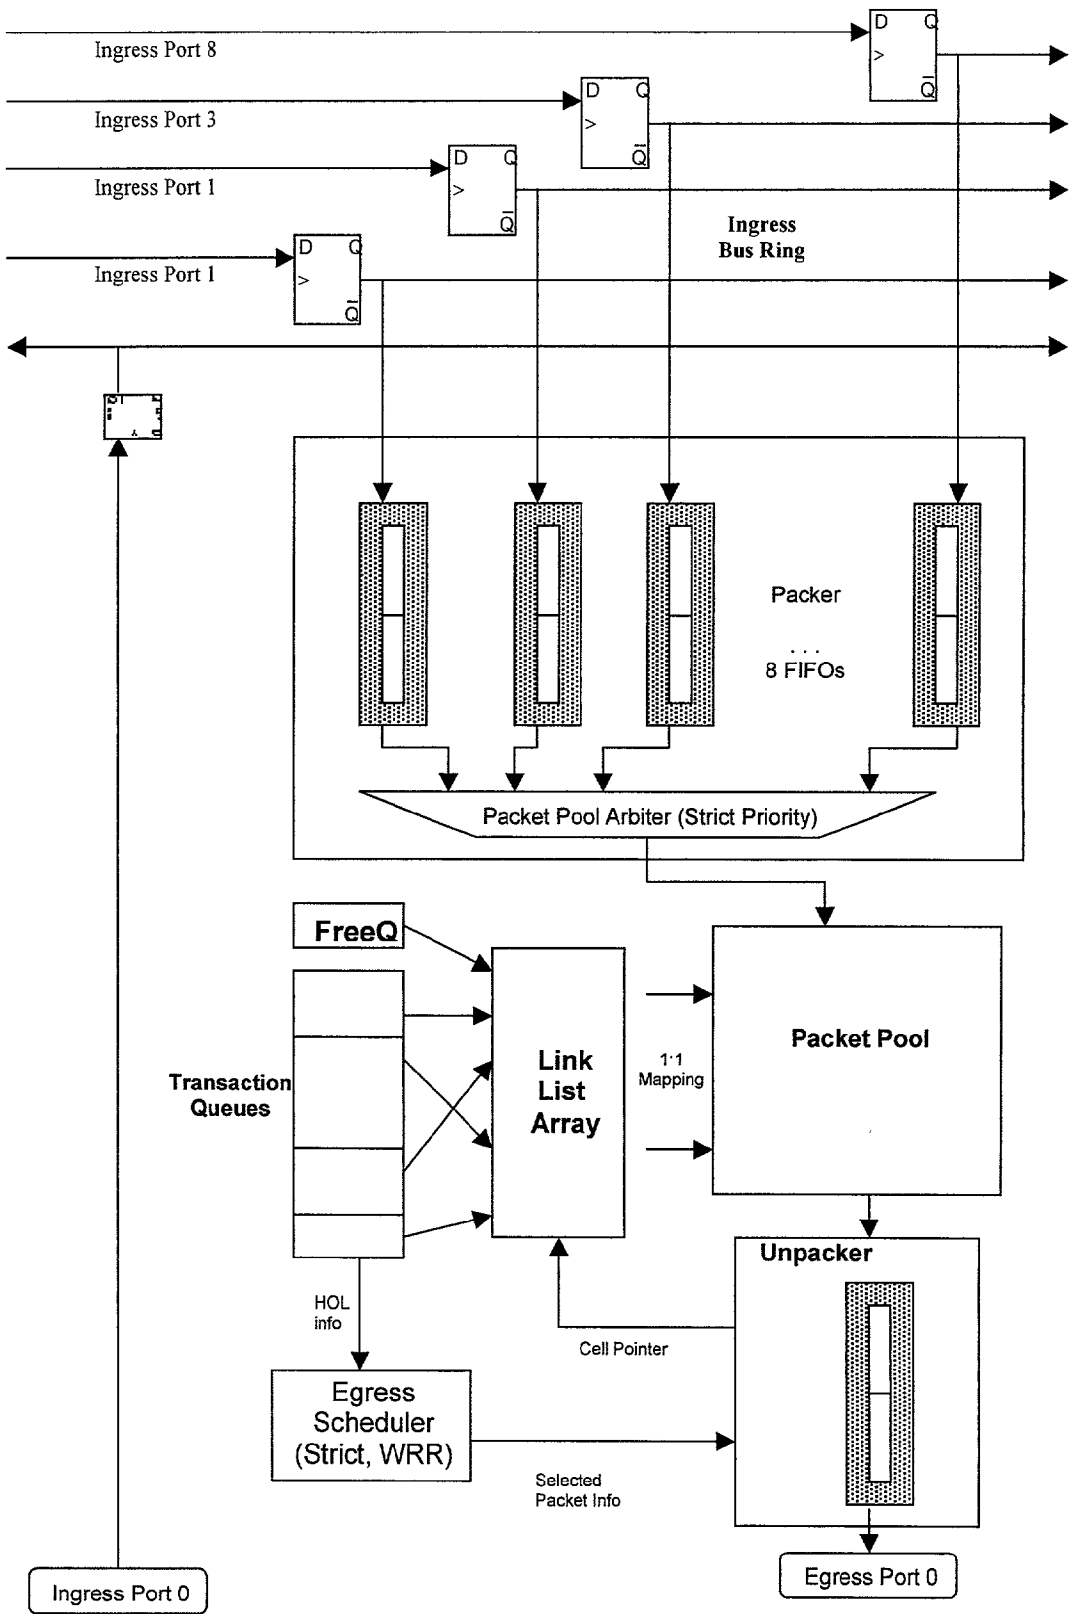 D Q
Ingress Port 8
>
Q
D Q
Ingress Port 3
>
Q
D Q
Ingress Port 1
>
Q
Ingress
Bus Ring
D Q
Ingress Port 1
>
Q
Packer
. . .
8 FIFOs
Packet Pool Arbiter (Strict Priority)
FreeQ
Link
List
Array
1:1
Mapping
Packet Pool
Transaction
Queues
Unpacker
HOL
info
Cell Pointer
Egress
Scheduler
(Strict, WRR)
Selected
Packet Info
Ingress Port 0
Egress Port 0